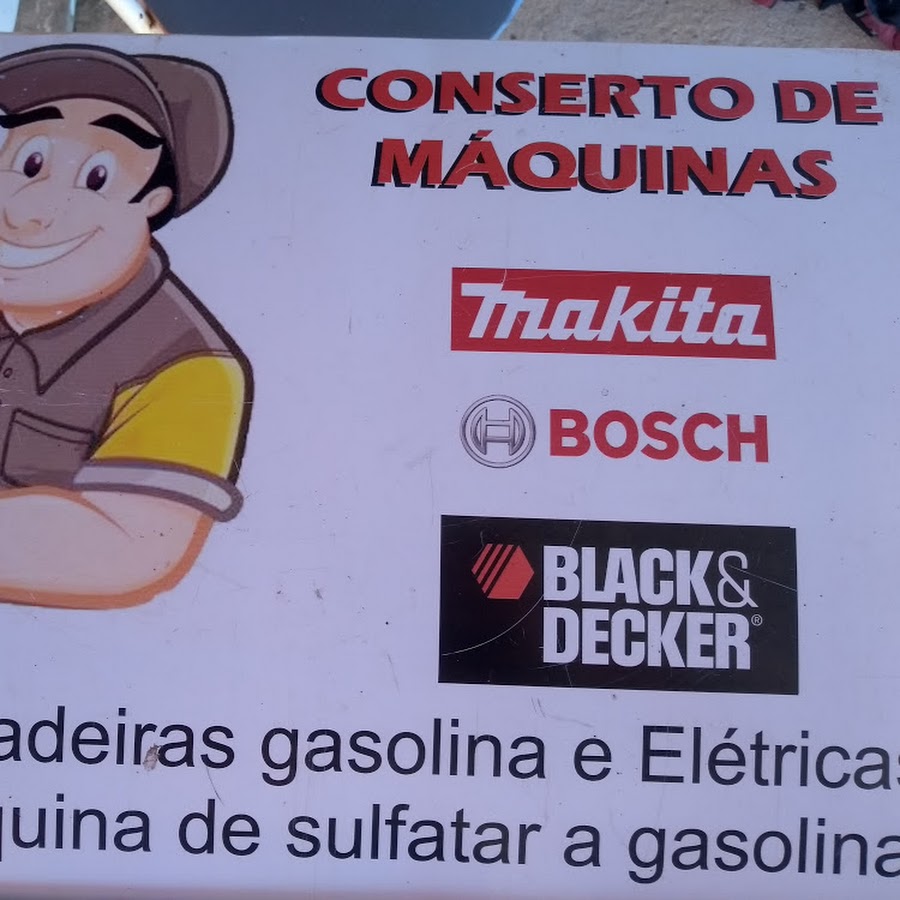 CONSERTO DE
MÁQUINAS
makita
BOSCH
BLACK&
DECKER®
adeiras gasolina e Elétricas
quina de sulfatar a gasolina